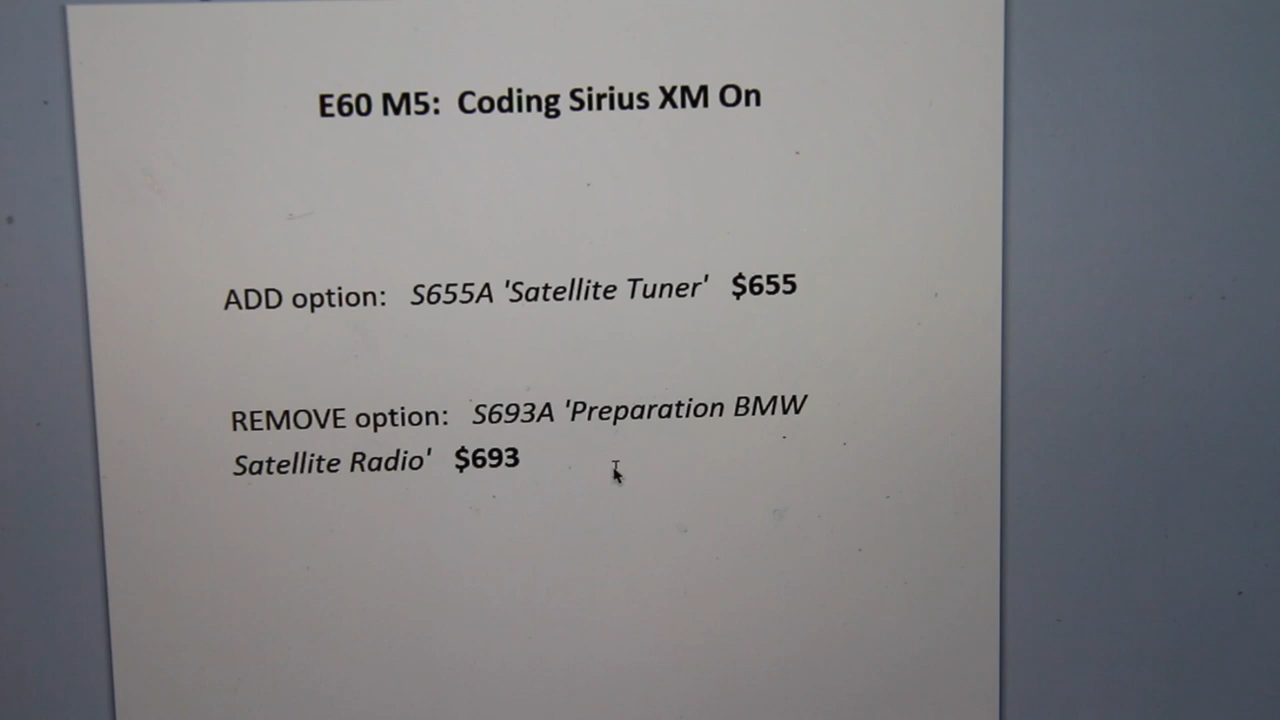 E60 M5: Coding Sirius XM On
ADD option: S655A 'Satellite Tuner' $655
REMOVE option: S693A 'Preparation BMW
Satellite Radio' $693